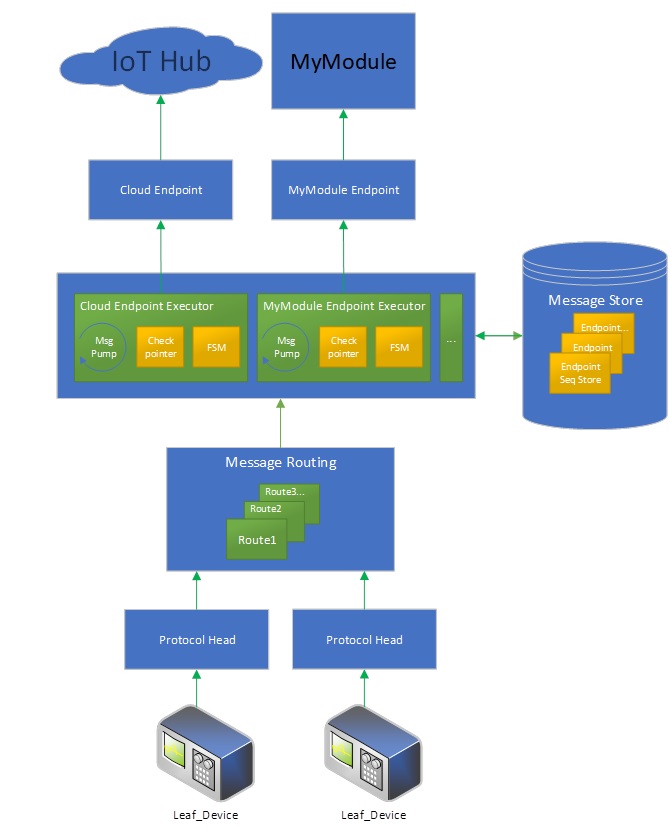 IoT Hub
MyModule
Cloud Endpoint
MyModule Endpoint
Cloud Endpoint Executor
Msg
Pump
Check
pointer
FSM
MyModule Endpoint Executor
Msg
Pump
Check
pointer
FSM
...
Message Store
Endpoint...
Endpoint
Endpoint
Seq Store
Message Routing
Route3...
Route2
Route1
Protocol Head
Protocol Head
Leaf_Device
Leaf_Device